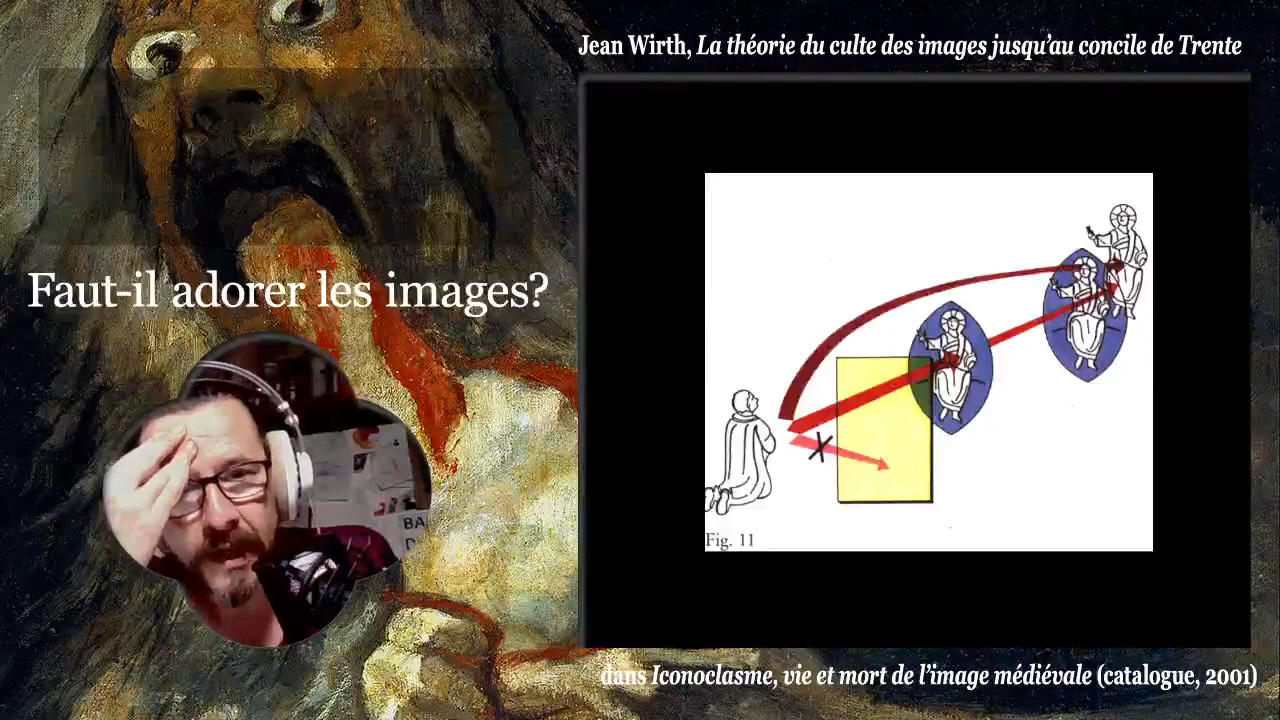 Jean Wirth, La théorie du culte des images jusqu'au concile de Trente
Faut-il adorer les images?
BA
Fig. 11
dans Iconoclasme, vie et mort de l'image médiévale (catalogue, 2001)